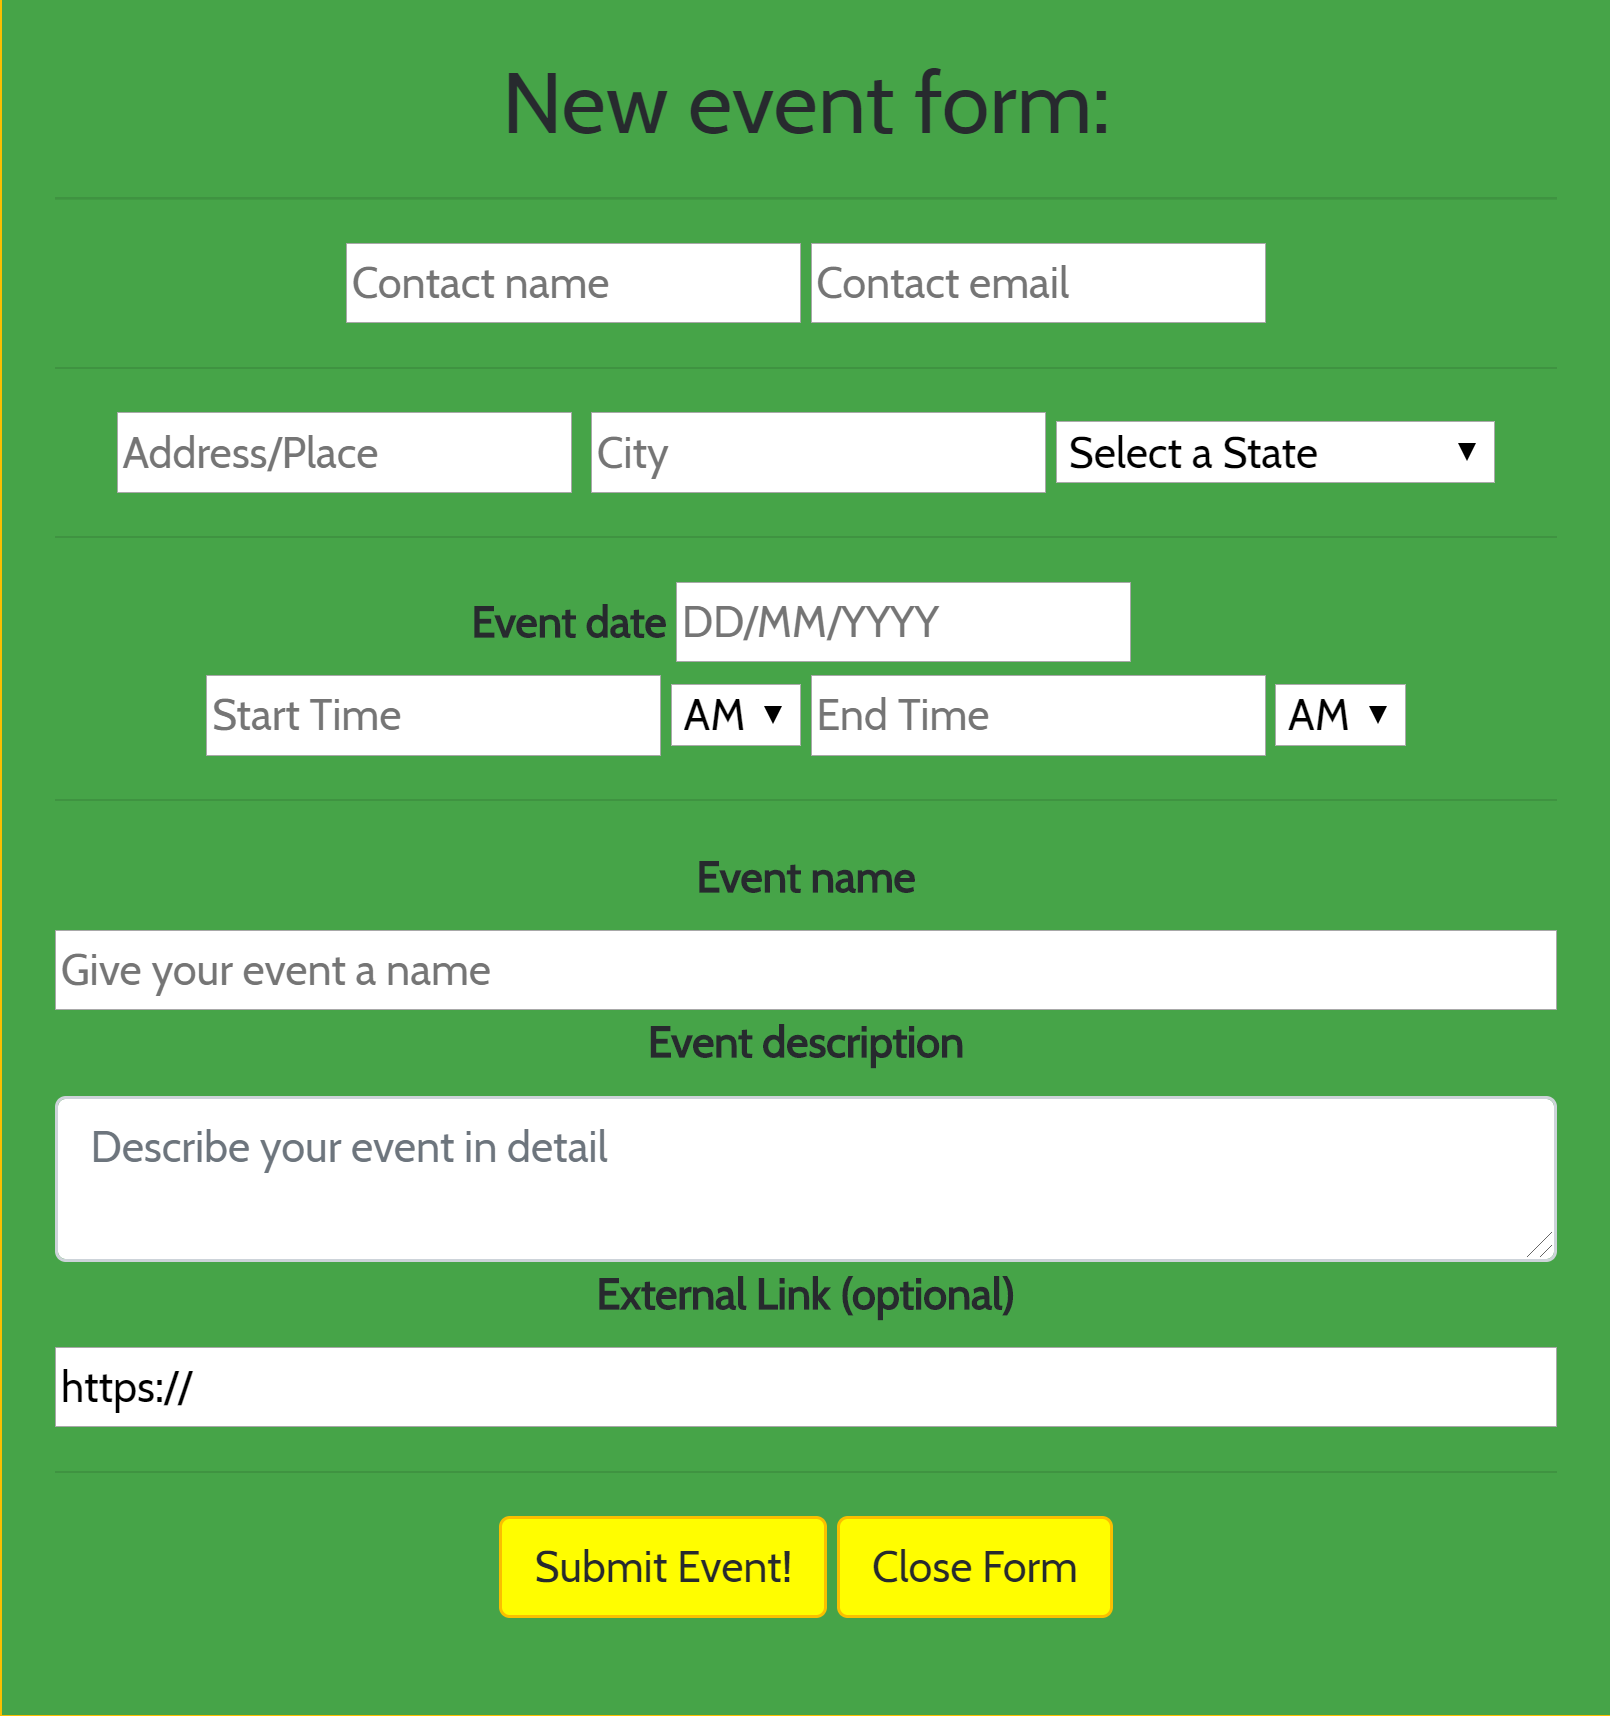 New event form:
Contact name Contact email
Address/Place City Select a State
Event date DD/MM/YYYY
Start Time AM End Time AM
Event name
Give your event a name
Event description
Describe your event in detail
External Link (optional)
https://
Submit Event! Close Form